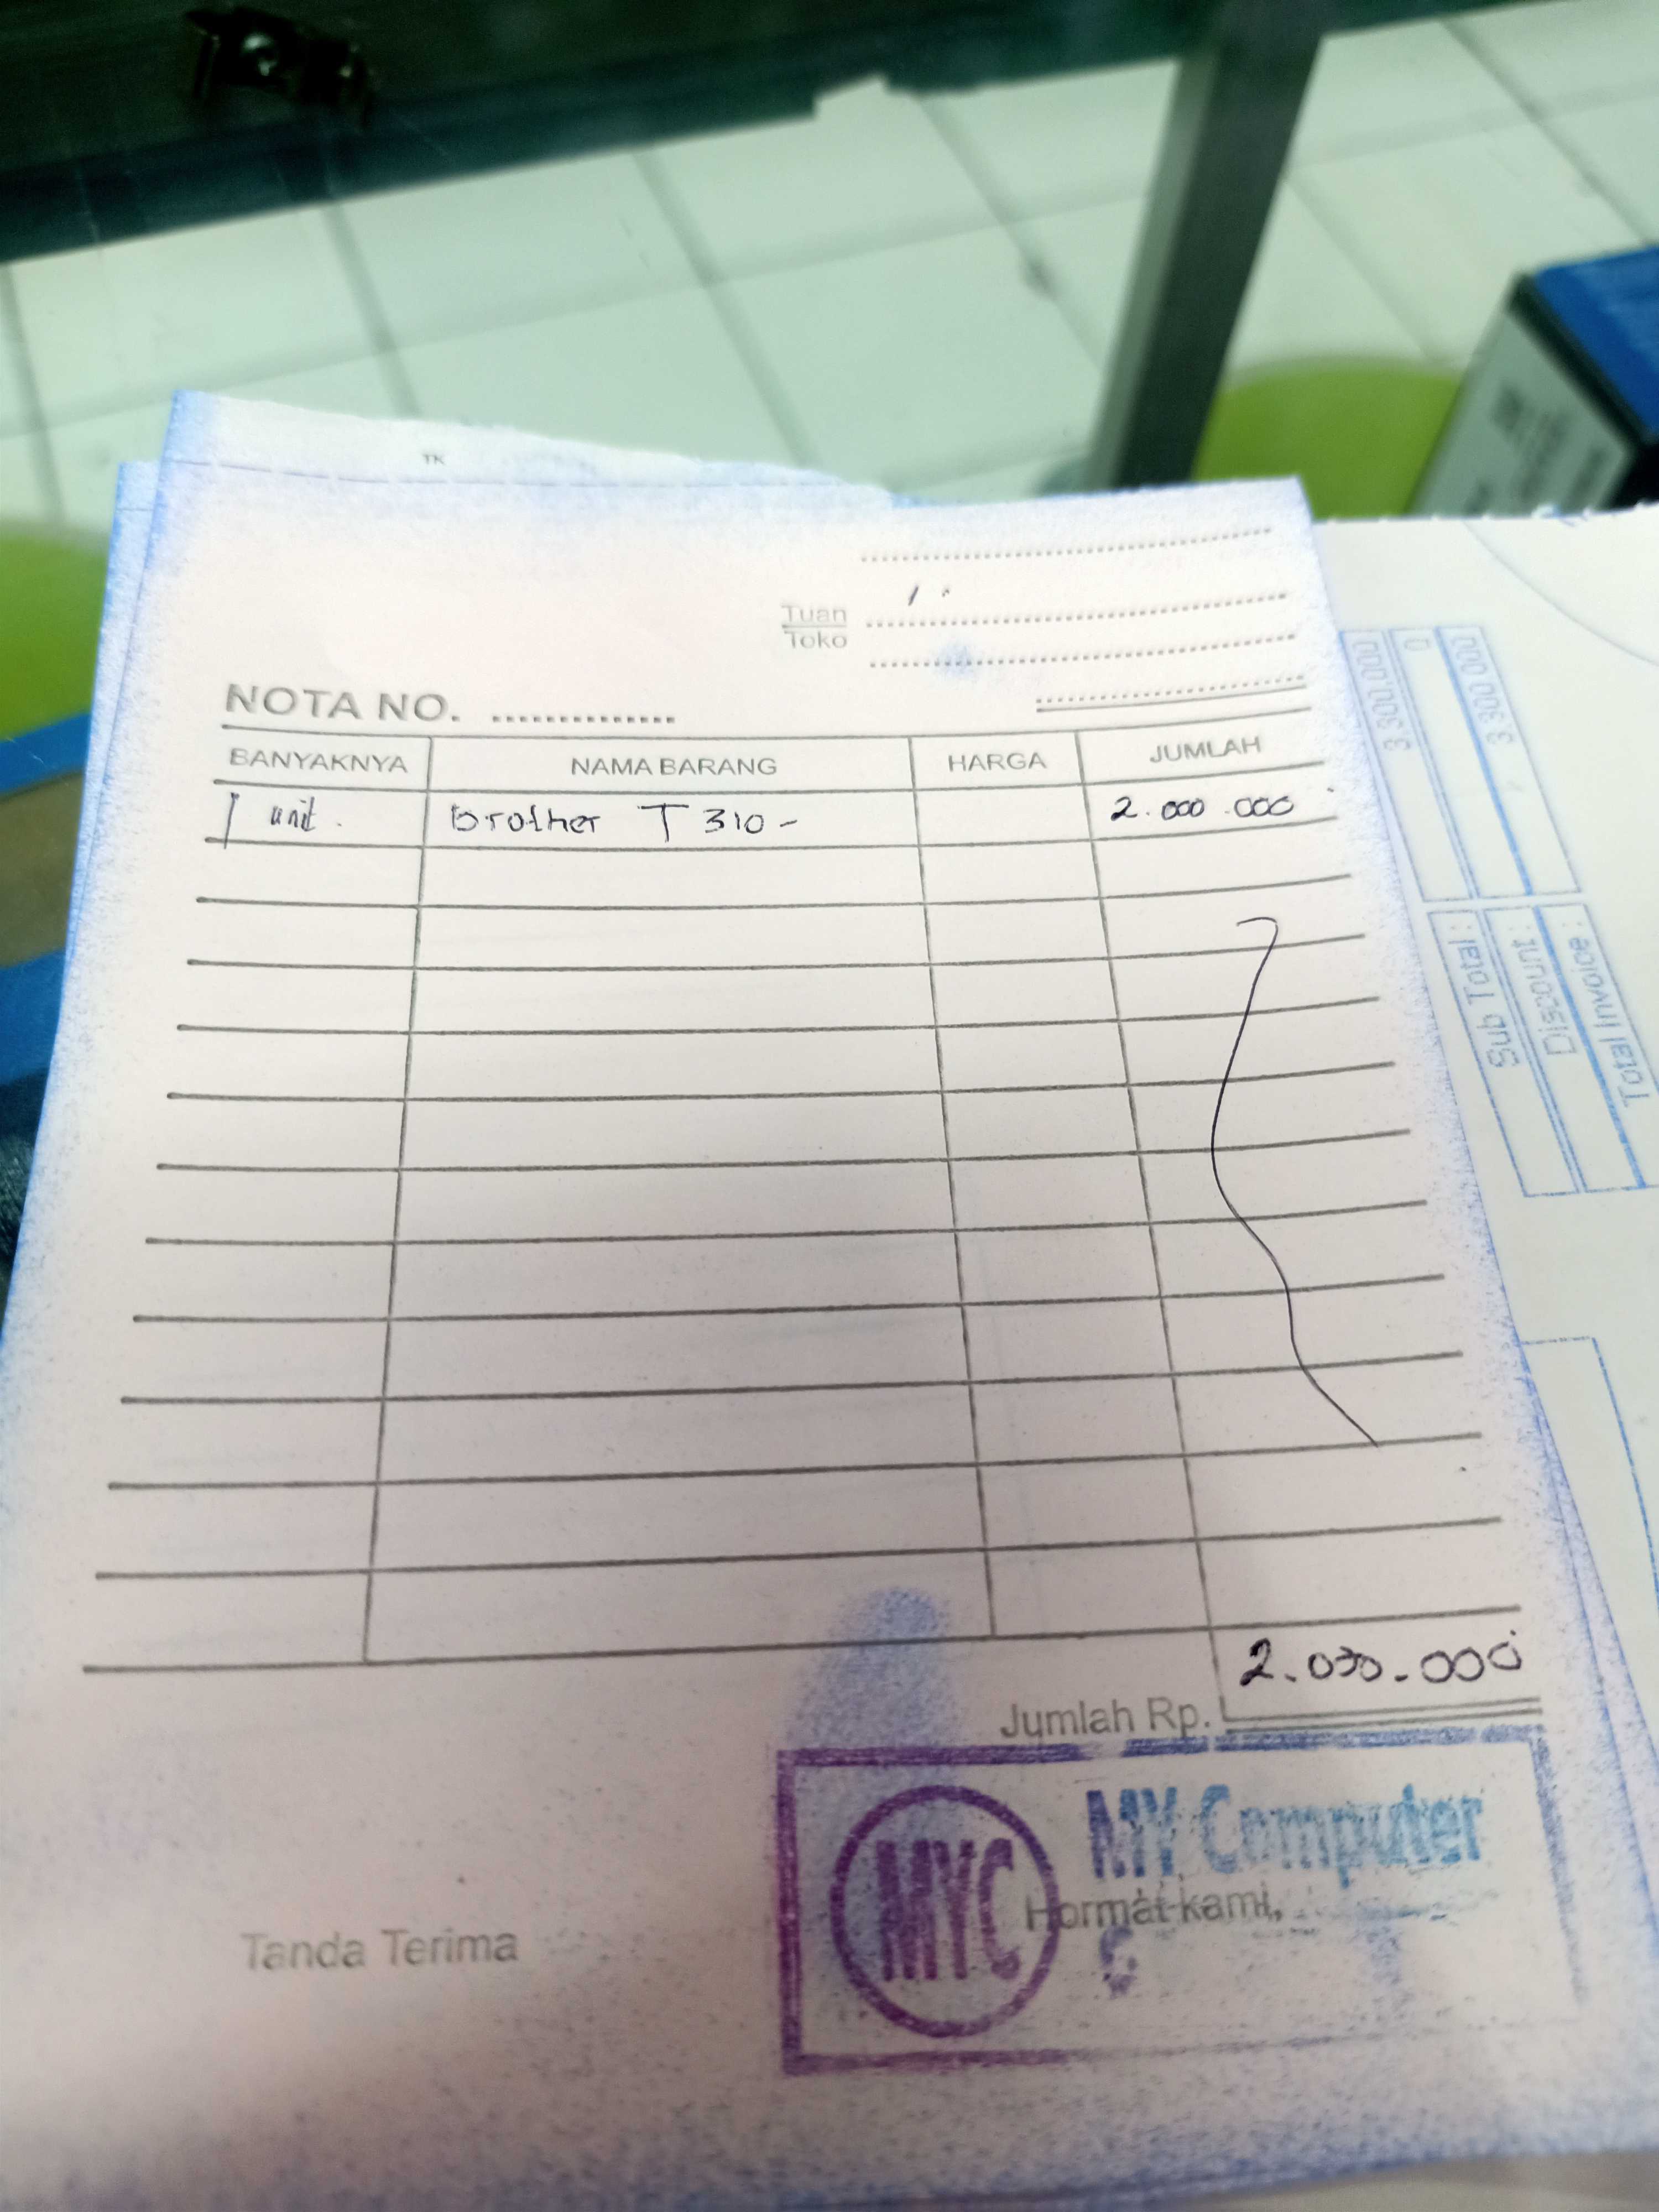 TK
Tuan
Toko
NOTA NO. ..............
BANYAKNYA NAMA BARANG HARGA JUMLAH
1 unit. Brother T 310 - 2.000.000
Jumlah Rp. 2.030.000
Tanda Terima
Hormat kami,
MYC
MY Computer
3.300.000
0
3.300.000
Sub Total :
Discount :
Total Invoice :